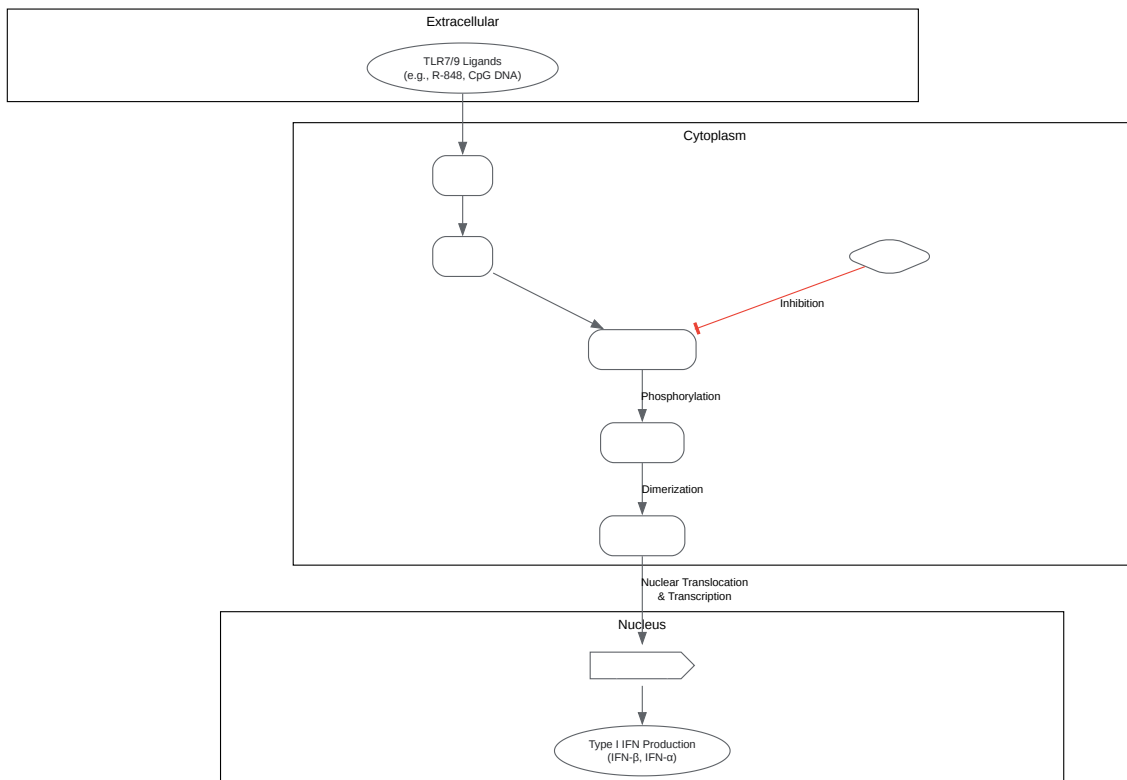 Extracellular
TLR7/9 Ligands
(e.g., R-848, CpG DNA)
Cytoplasm
Inhibition
Phosphorylation
Dimerization
Nuclear Translocation
& Transcription
Nucleus
Type I IFN Production
(IFN-β, IFN-α)